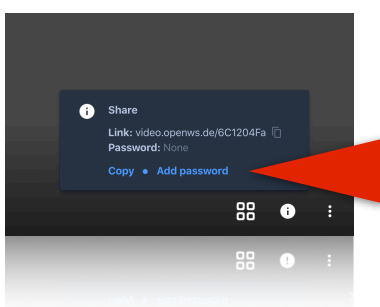 Share
Link: video.openws.de/6C1204Fa
Password: None
Copy • Add password